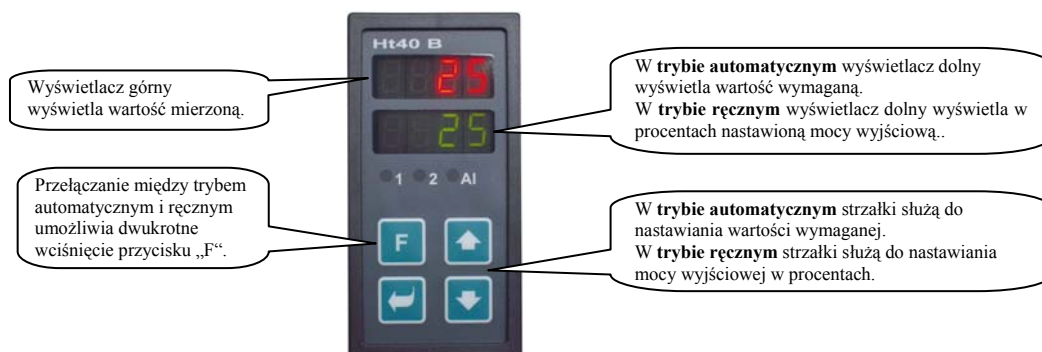 Ht40 B
25
25
1 2 Al
F
Wyświetlacz górny
wyświetla wartość mierzoną.
Przełączanie między trybem
automatycznym i ręcznym
umożliwia dwukrotne
wciśnięcie przycisku „F“.
W trybie automatycznym wyświetlacz dolny
wyświetla wartość wymaganą.
W trybie ręcznym wyświetlacz dolny wyświetla w
procentach nastawioną mocy wyjściową..
W trybie automatycznym strzałki służą do
nastawiania wartości wymaganej.
W trybie ręcznym strzałki służą do nastawiania
mocy wyjściowej w procentach.